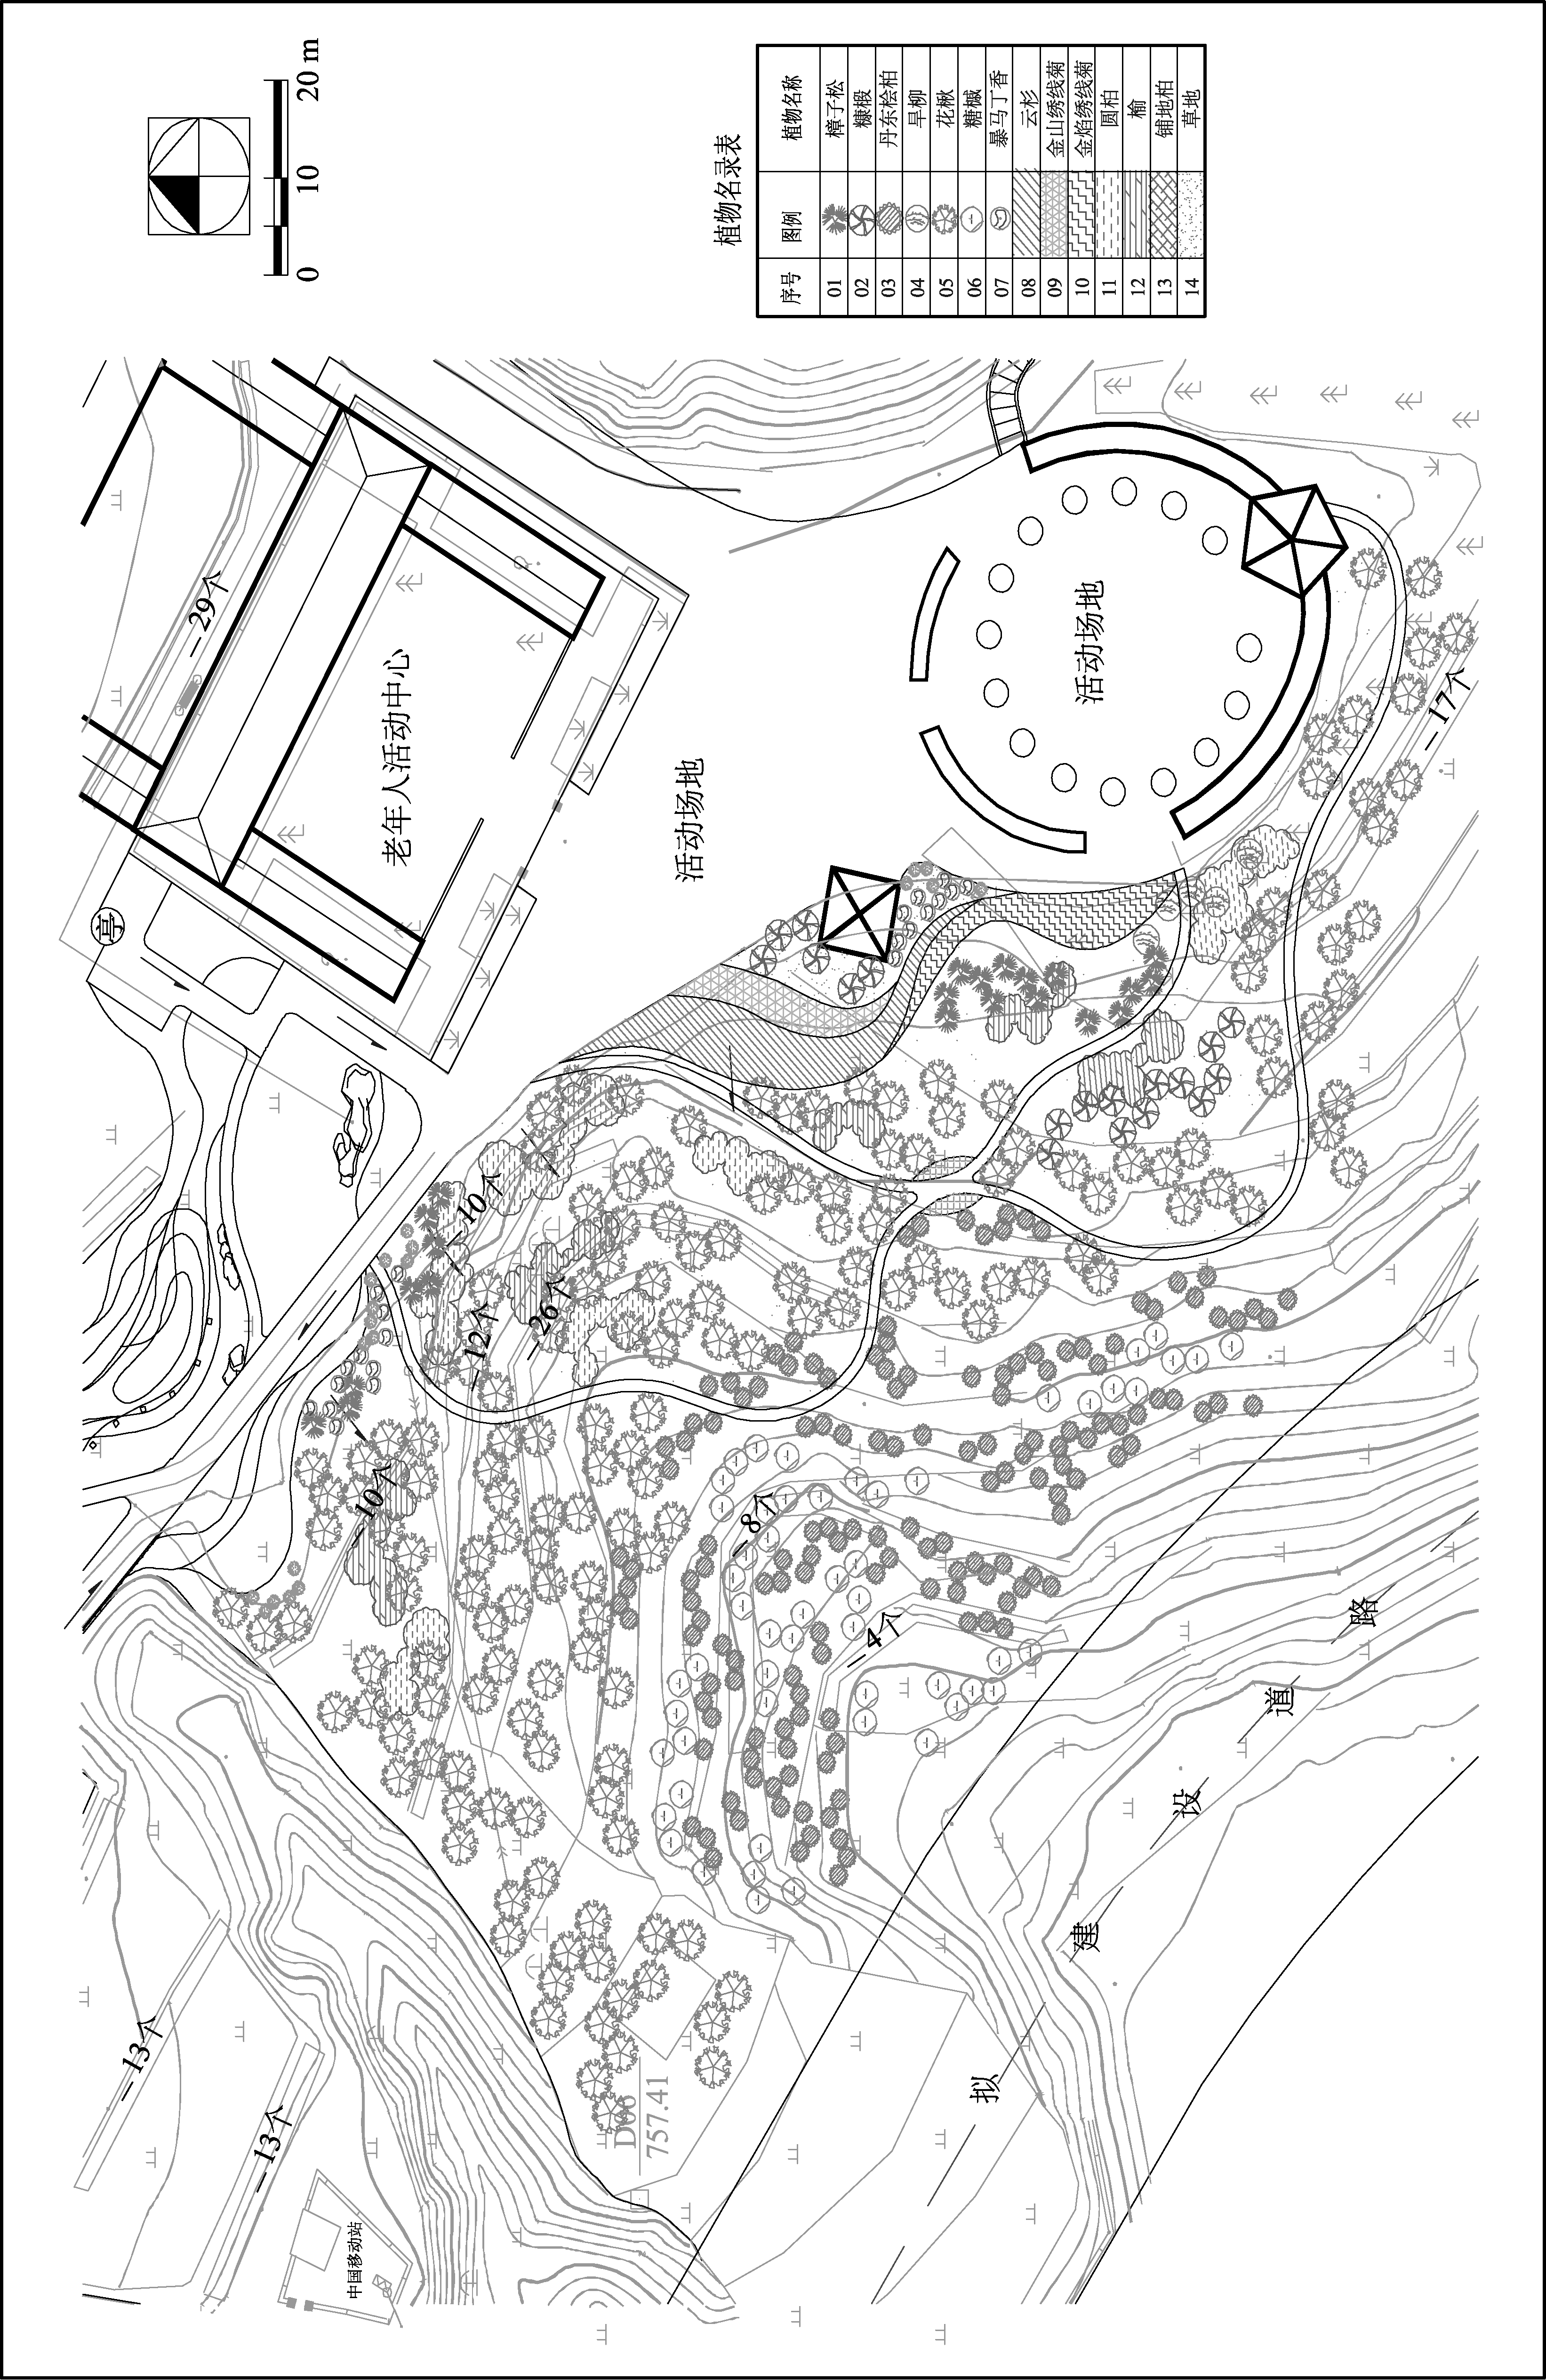 亭
-29个
-13个
-13个
中国移动站
老年人活动中心
0 10 20 m
-10个
-10个
-12个
-26个
D06
757.41
活动场地
-8个
-4个
活动场地
-17个
拟 建 设 道 路
植物名录表
序号 图例 植物名称
01 樟子松
02 糠椴
03 丹东桧柏
04 旱柳
05 花楸
06 糖槭
07 暴马丁香
08 云杉
09 金山绣线菊
10 金焰绣线菊
11 圆柏
12 榆
13 铺地柏
14 草地